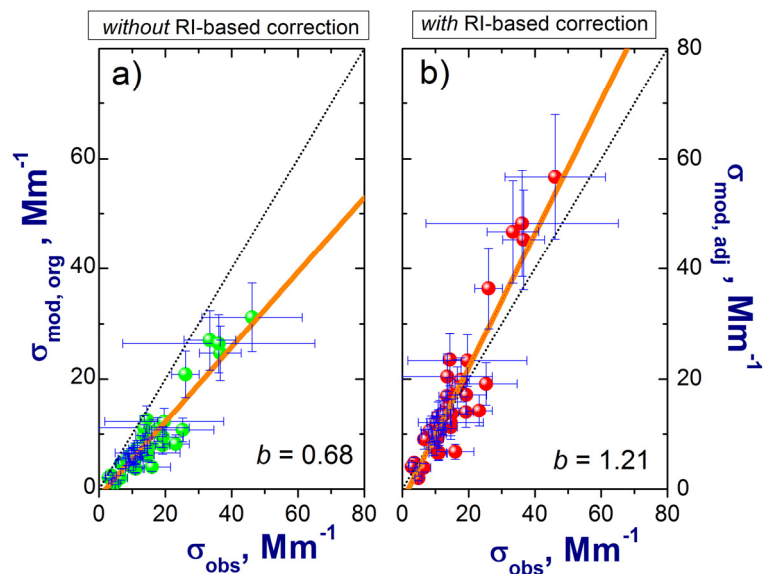 without RI-based correction
with RI-based correction
a)
b)
80
60
40
20
0
60
40
20
0
σmod, org , Mm-1
σmod, adj , Mm-1
b = 0.68
b = 1.21
0 20 40 60 80
0 20 40 60 80
σobs, Mm-1
σobs, Mm-1